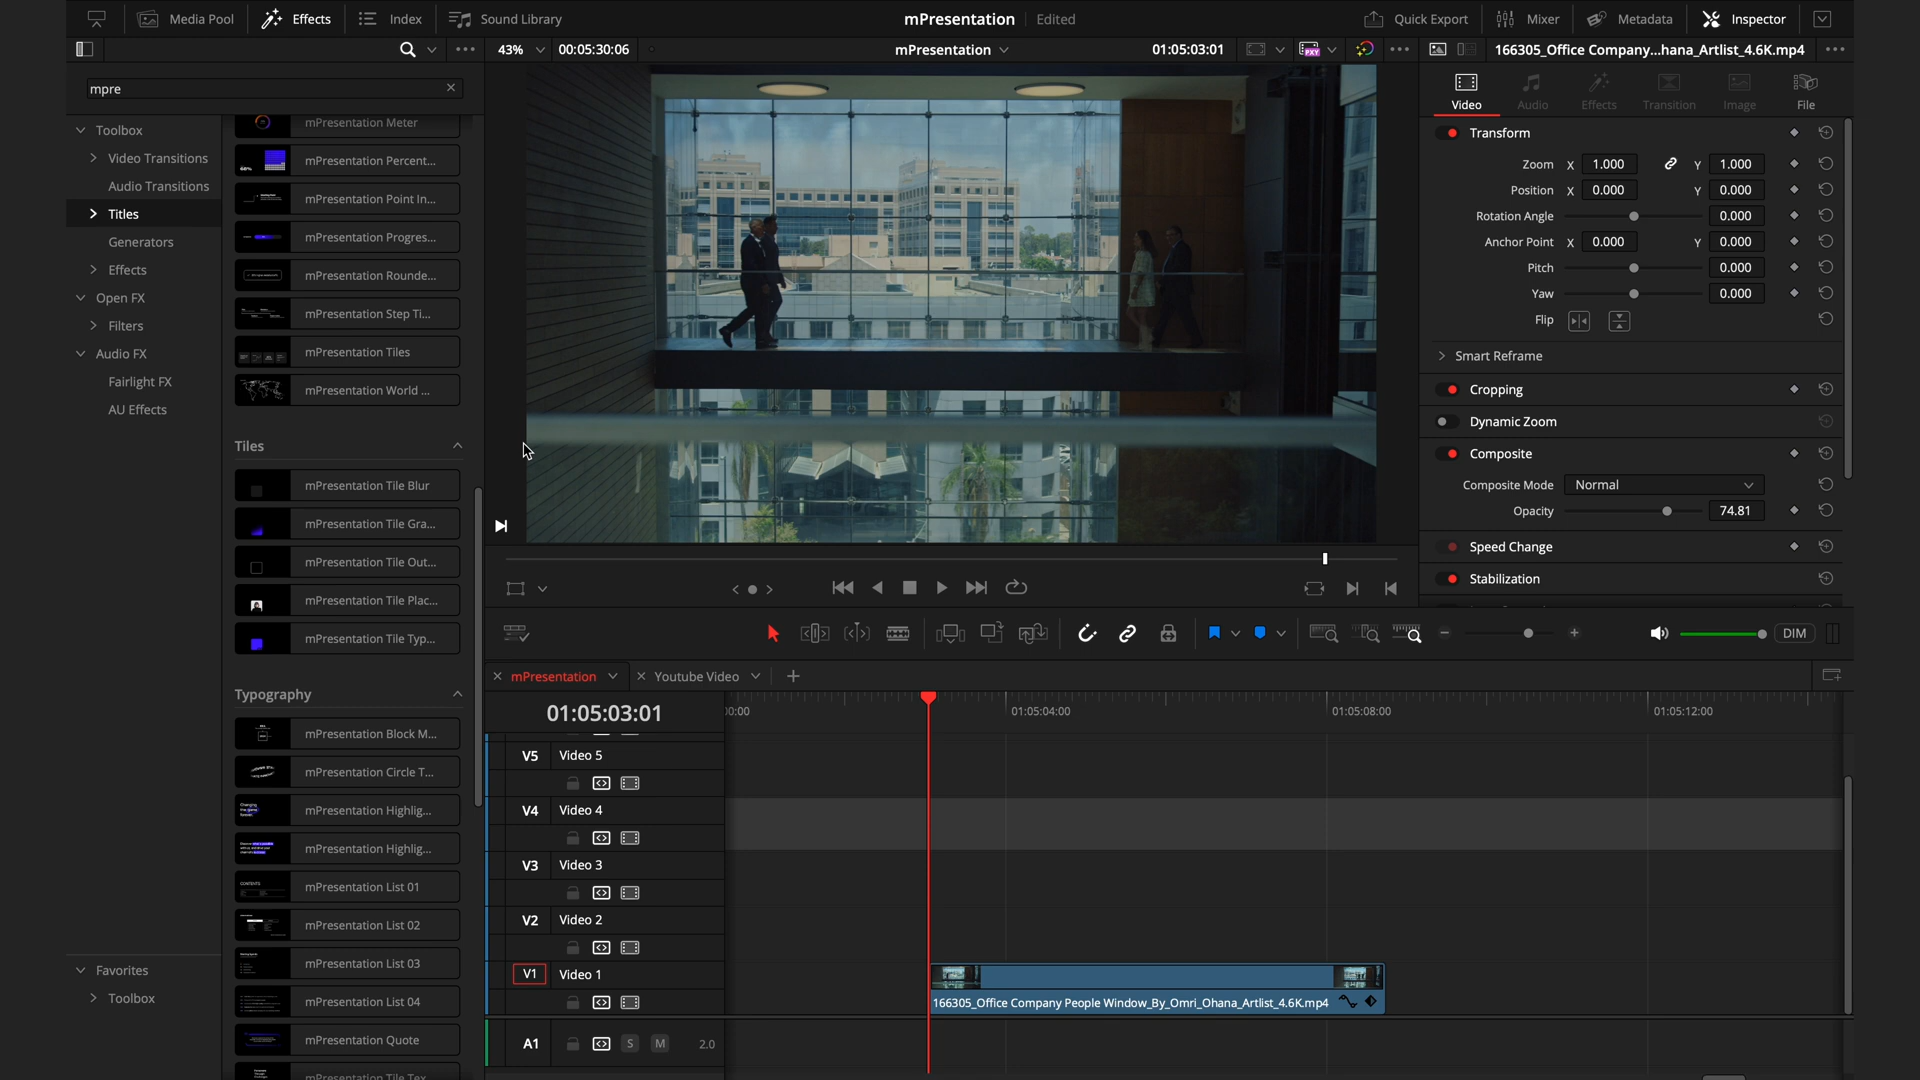 Media Pool
Effects
Index
Sound Library
mPresentation
Edited
Quick Export
Mixer
Metadata
Inspector
43%
00:05:30:06
mPresentation
01:05:03:01
PXY
166305_Office Company...hana_Artlist_4.6K.mp4
mpre
Toolbox
Video Transitions
Audio Transitions
Titles
Generators
Effects
Open FX
Filters
Audio FX
Fairlight FX
AU Effects
Favorites
Toolbox
mPresentation Meter
mPresentation Percent...
mPresentation Point In...
mPresentation Progres...
mPresentation Rounde...
mPresentation Step Ti...
mPresentation Tiles
mPresentation World ...
Tiles
mPresentation Tile Blur
mPresentation Tile Gra...
mPresentation Tile Out...
mPresentation Tile Plac...
mPresentation Tile Typ...
Typography
mPresentation Block M...
mPresentation Circle T...
mPresentation Highlig...
mPresentation Highlig...
mPresentation List 01
mPresentation List 02
mPresentation List 03
mPresentation List 04
mPresentation Quote
mPresentation Tile Tex...
Video
Audio
Effects
Transition
Image
File
Transform
Zoom X 1.000 Y 1.000
Position X 0.000 Y 0.000
Rotation Angle 0.000
Anchor Point X 0.000 Y 0.000
Pitch 0.000
Yaw 0.000
Flip
Smart Reframe
Cropping
Dynamic Zoom
Composite
Composite Mode Normal
Opacity 74.81
Speed Change
Stabilization
DIM
mPresentation
Youtube Video
01:05:03:01
00:00
01:05:04:00
01:05:08:00
01:05:12:00
V5 Video 5
V4 Video 4
V3 Video 3
V2 Video 2
V1 Video 1
166305_Office Company People Window_By_Omri_Ohana_Artlist_4.6K.mp4
A1 S M 2.0